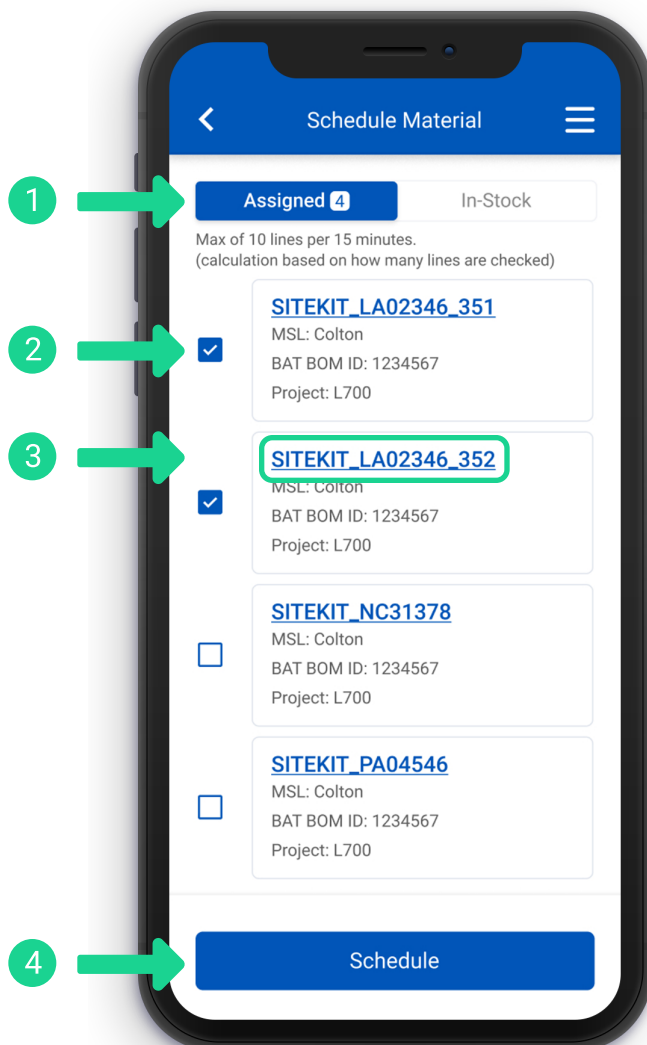 Schedule Material
1
Assigned 4
In-Stock
Max of 10 lines per 15 minutes.
(calculation based on how many lines are checked)
SITEKIT_LA02346_351
2
MSL: Colton
BAT BOM ID: 1234567
Project: L700
3
SITEKIT_LA02346_352
MSL: Colton
BAT BOM ID: 1234567
Project: L700
SITEKIT_NC31378
MSL: Colton
BAT BOM ID: 1234567
Project: L700
SITEKIT_PA04546
MSL: Colton
BAT BOM ID: 1234567
Project: L700
4
Schedule